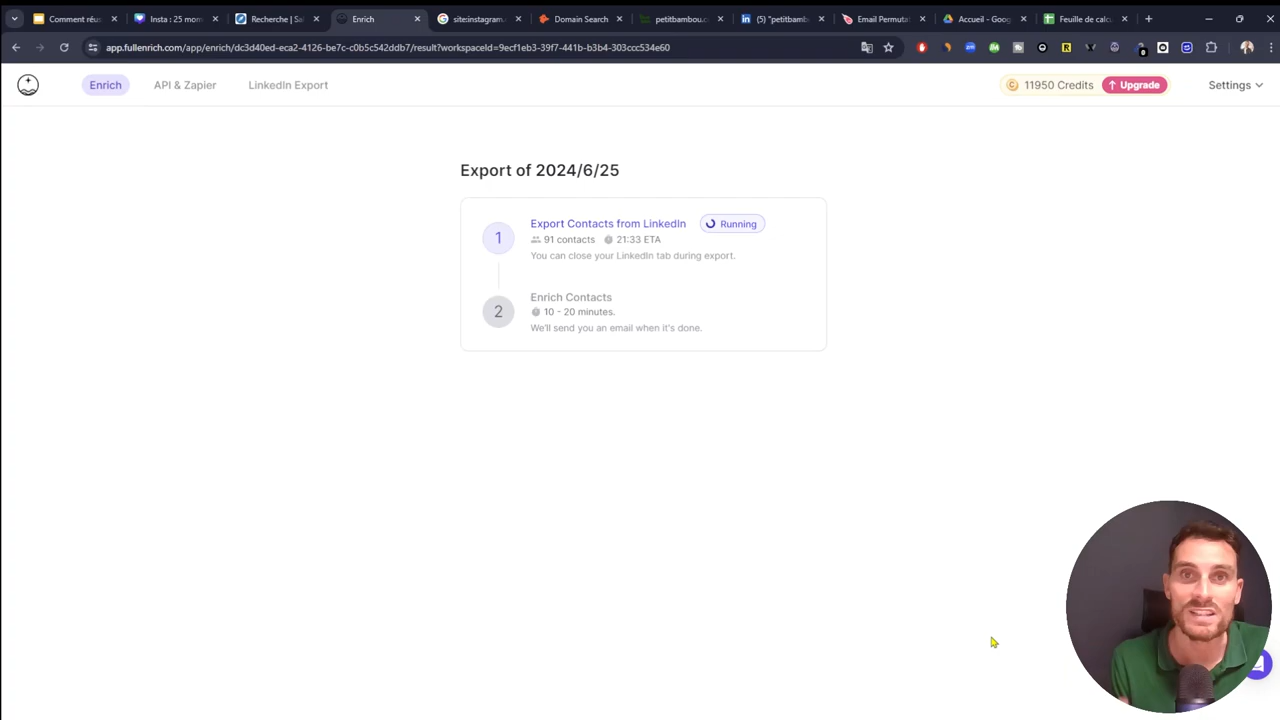 Comment réus
Insta : 25 mom
Recherche | Sal
Enrich
site:instagram.
Domain Search
petitbambou.c
(5) "petitbamb
Email Permutat
Accueil - Goog
Feuille de calc
app.fullenrich.com/app/enrich/dc3d40ed-eca2-4126-be7c-c0b5c542ddb7/result?workspaceId=9ecf1eb3-39f7-441b-b3b4-303ccc534e60
Enrich
API & Zapier
LinkedIn Export
11950 Credits
Upgrade
Settings
Export of 2024/6/25
1
Export Contacts from LinkedIn
Running
91 contacts
21:33 ETA
You can close your LinkedIn tab during export.
2
Enrich Contacts
10 - 20 minutes.
We'll send you an email when it's done.